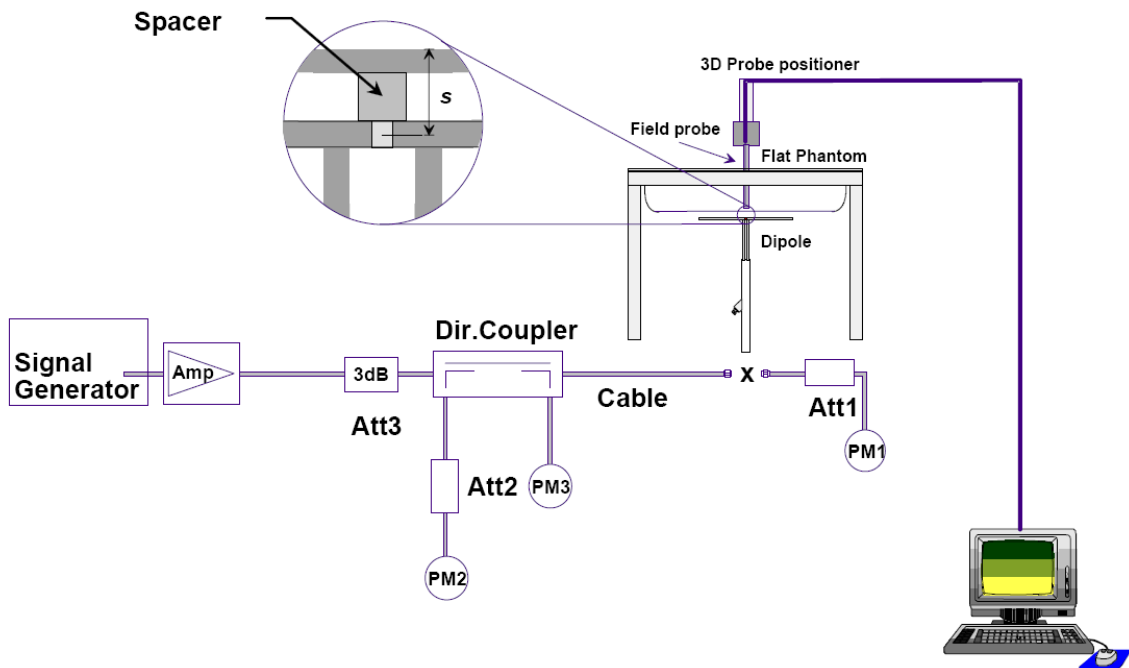 Spacer
s
3D Probe positioner
Field probe
Flat Phantom
Dipole
Signal
Generator
Amp
3dB
Att3
Dir.Coupler
Cable
x
Att1
PM1
Att2
PM3
PM2